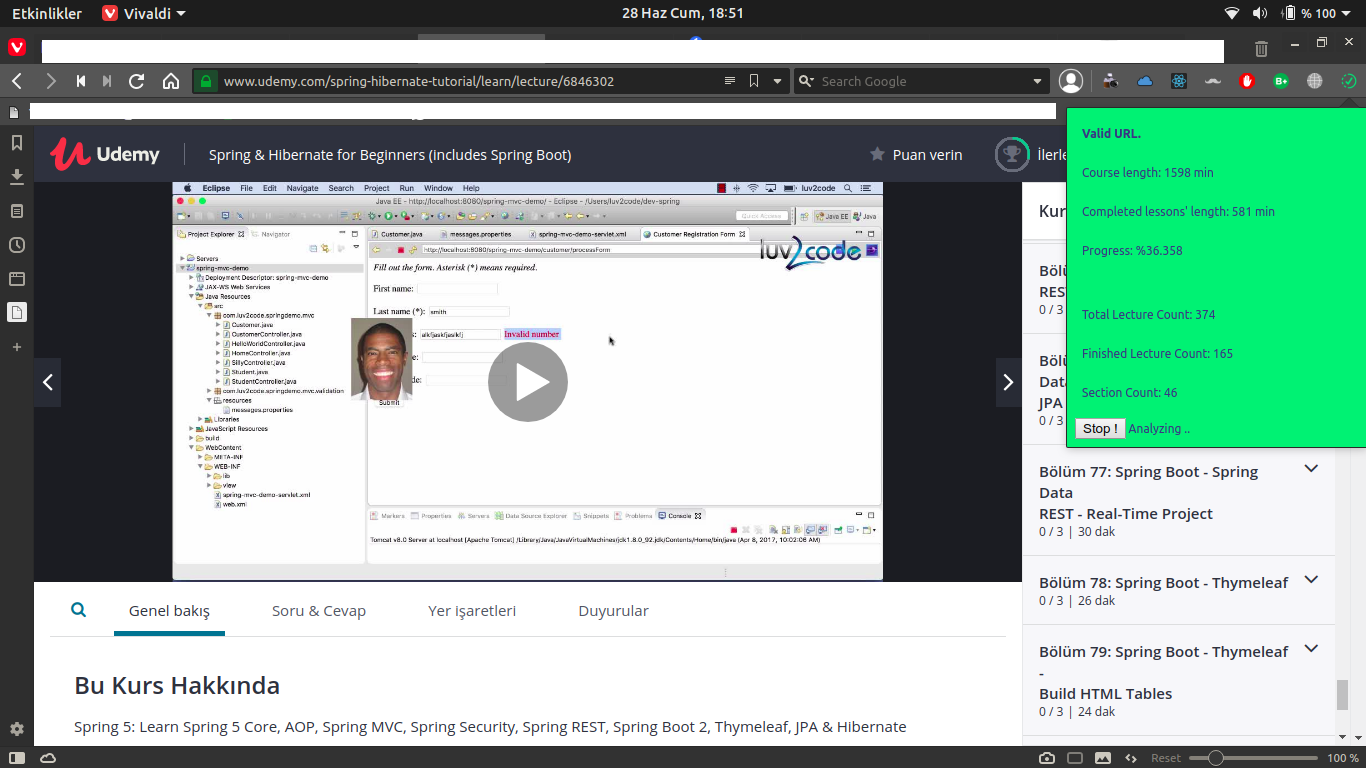 Etkinlikler
Vivaldi
28 Haz Cum, 18:51
% 100
www.udemy.com/spring-hibernate-tutorial/learn/lecture/6846302
Search Google
B+
Udemy
Spring & Hibernate for Beginners (includes Spring Boot)
Puan verin
İlerle
Valid URL.
Course length: 1598 min
Completed lessons' length: 581 min
Progress: %36.358
Total Lecture Count: 374
Finished Lecture Count: 165
Section Count: 46
Stop !
Analyzing ..
Eclipse File Edit Navigate Search Project Run Window Help
luv2code
Java EE - http://localhost:8080/spring-mvc-demo/ - Eclipse - /Users/luv2code/dev-spring
Quick Access
Java EE
Java
Project Explorer
Navigator
Servers
spring-mvc-demo
Deployment Descriptor: spring-mvc-demo
JAX-WS Web Services
Java Resources
src
com.luv2code.springdemo.mvc
Customer.java
CustomerController.java
HelloWorldController.java
HomeController.java
SillyController.java
Student.java
StudentController.java
com.luv2code.springdemo.mvc.validation
resources
messages.properties
Libraries
JavaScript Resources
build
WebContent
META-INF
WEB-INF
lib
view
spring-mvc-demo-servlet.xml
web.xml
Customer.java
messages.properties
spring-mvc-demo-servlet.xml
Customer Registration Form
http://localhost:8080/spring-mvc-demo/customer/processForm
luv2code
Fill out the form. Asterisk (*) means required.
First name:
Last name (*): smith
Invalid number
Submit
Markers
Properties
Servers
Data Source Explorer
Snippets
Problems
Console
Tomcat v8.0 Server at localhost [Apache Tomcat] /Library/Java/JavaVirtualMachines/jdk1.8.0_92.jdk/Contents/Home/bin/java (Apr 8, 2017, 10:02:06 AM)
Kur
Bölü
RES
0 / 3
Bölü
Data
JPA
0 / 3
Bölüm 77: Spring Boot - Spring
Data
REST - Real-Time Project
0 / 3 | 30 dak
Bölüm 78: Spring Boot - Thymeleaf
0 / 3 | 26 dak
Bölüm 79: Spring Boot - Thymeleaf
-
Build HTML Tables
0 / 3 | 24 dak
Genel bakış
Soru & Cevap
Yer işaretleri
Duyurular
Bu Kurs Hakkında
Spring 5: Learn Spring 5 Core, AOP, Spring MVC, Spring Security, Spring REST, Spring Boot 2, Thymeleaf, JPA & Hibernate
Reset
100 %